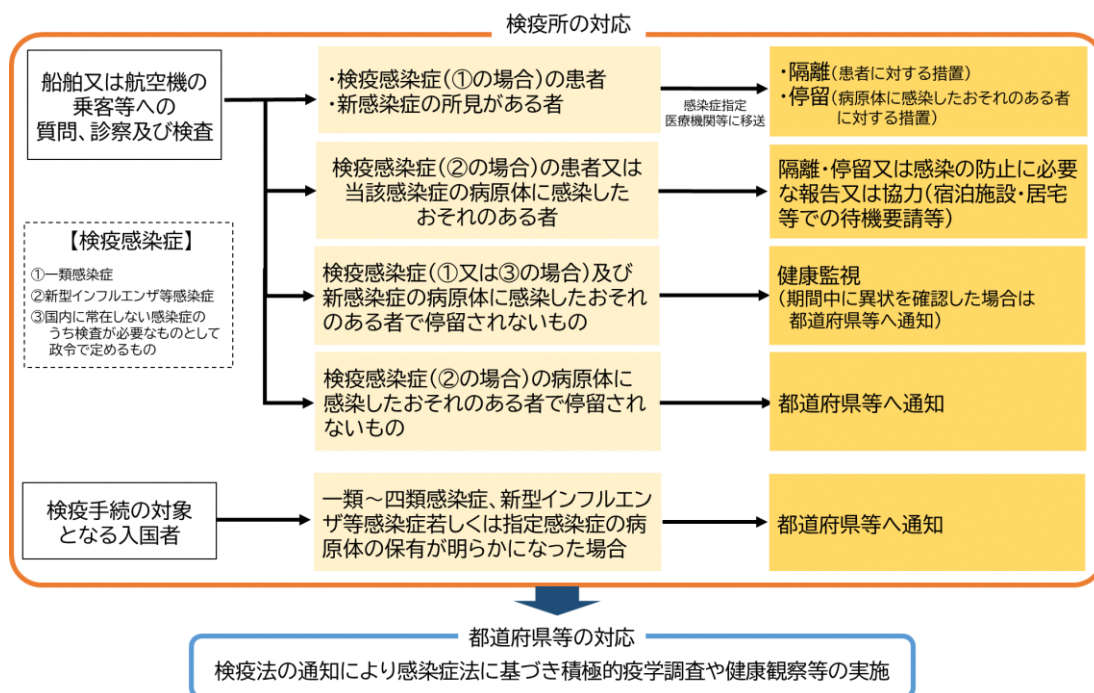 検疫所の対応
船舶又は航空機の
乗客等への
質問、診察及び検査
・検疫感染症(①の場合)の患者
・新感染症の所見がある者
感染症指定
医療機関等に移送
・隔離(患者に対する措置)
・停留(病原体に感染したおそれのある者
に対する措置)
検疫感染症(②の場合)の患者又は
当該感染症の病原体に感染した
おそれのある者
隔離・停留又は感染の防止に必要
な報告又は協力(宿泊施設・居宅
等での待機要請等)
【検疫感染症】
①一類感染症
②新型インフルエンザ等感染症
③国内に常在しない感染症の
うち検査が必要なものとして
政令で定めるもの
検疫感染症(①又は③の場合)及び
新感染症の病原体に感染したおそれ
のある者で停留されないもの
健康監視
(期間中に異状を確認した場合は
都道府県等へ通知)
検疫感染症(②の場合)の病原体に
感染したおそれのある者で停留され
ないもの
都道府県等へ通知
検疫手続の対象
となる入国者
一類~四類感染症、新型インフルエン
ザ等感染症若しくは指定感染症の病
原体の保有が明らかになった場合
都道府県等へ通知
都道府県等の対応
検疫法の通知により感染症法に基づき積極的疫学調査や健康観察等の実施